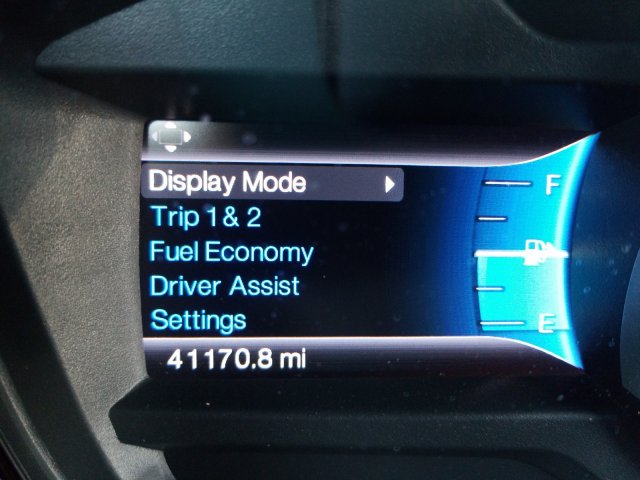 Display Mode
F
Trip 1 & 2
Fuel Economy
Driver Assist
Settings
E
41170.8 mi